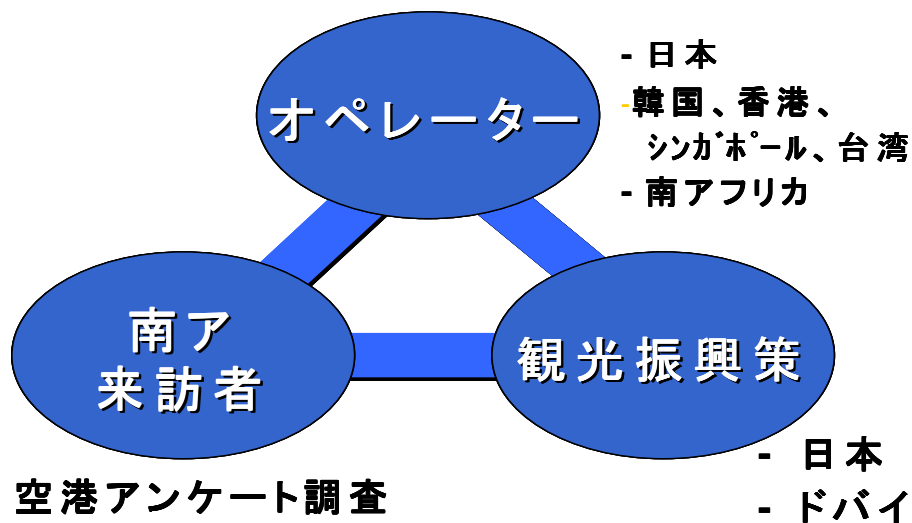 オペレーター
- 日本
-韓国、香港、
ｼﾝｶﾞﾎﾟｰﾙ、台湾
- 南アフリカ
南ア
来訪者
観光振興策
空港アンケート調査
- 日本
- ドバイ